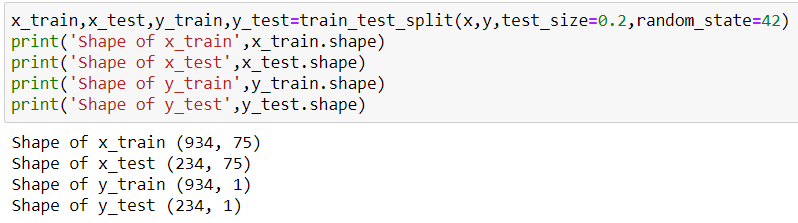 x_train,x_test,y_train,y_test=train_test_split(x,y,test_size=0.2,random_state=42)
print('Shape of x_train',x_train.shape)
print('Shape of x_test',x_test.shape)
print('Shape of y_train',y_train.shape)
print('Shape of y_test',y_test.shape)
Shape of x_train (934, 75)
Shape of x_test (234, 75)
Shape of y_train (934, 1)
Shape of y_test (234, 1)